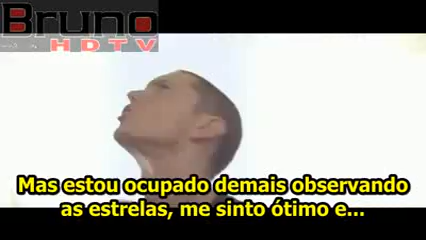 Bruno
HDTV
Mas estou ocupado demais observando
as estrelas, me sinto ótimo e...